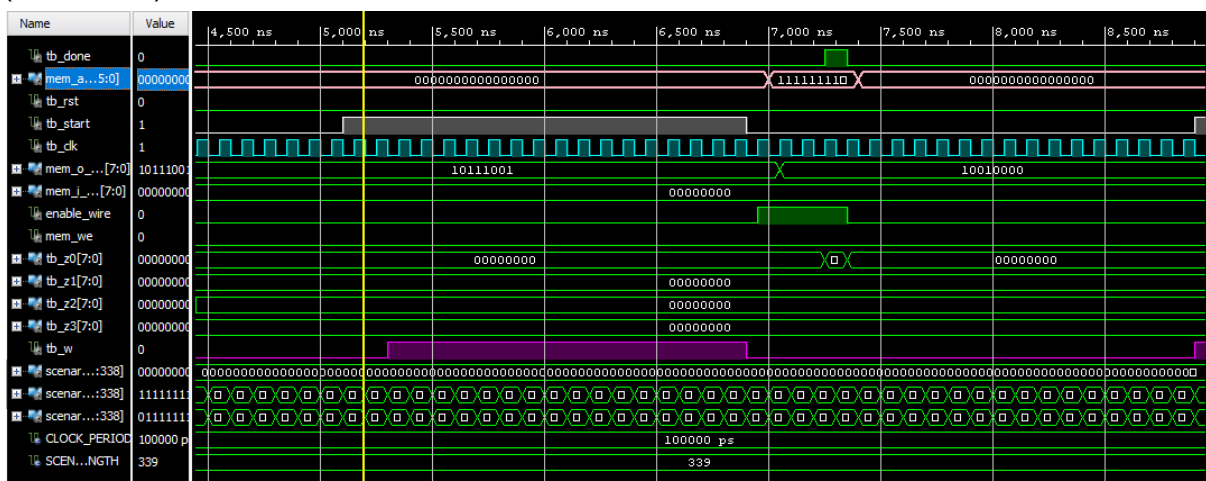 Name Value 4,500 ns 5,000 ns 5,500 ns 6,000 ns 6,500 ns 7,000 ns 7,500 ns 8,000 ns 8,500 ns
tb_done 0
mem_a...5:0] 00000000 0000000000000000 11111111 0000000000000000
tb_rst 0
tb_start 1
tb_clk 1
mem_o_...[7:0] 10111001 10111001 10010000
mem_i_...[7:0] 00000000 00000000
enable_wire 0
mem_we 0
tb_z0[7:0] 00000000 00000000 00000000
tb_z1[7:0] 00000000 00000000
tb_z2[7:0] 00000000 00000000
tb_z3[7:0] 00000000 00000000
tb_w 0
scenar...:338] 00000000
scenar...:338] 1111111
scenar...:338] 0111111
CLOCK_PERIOD 100000 p 100000 ps
SCEN...NGTH 339 339